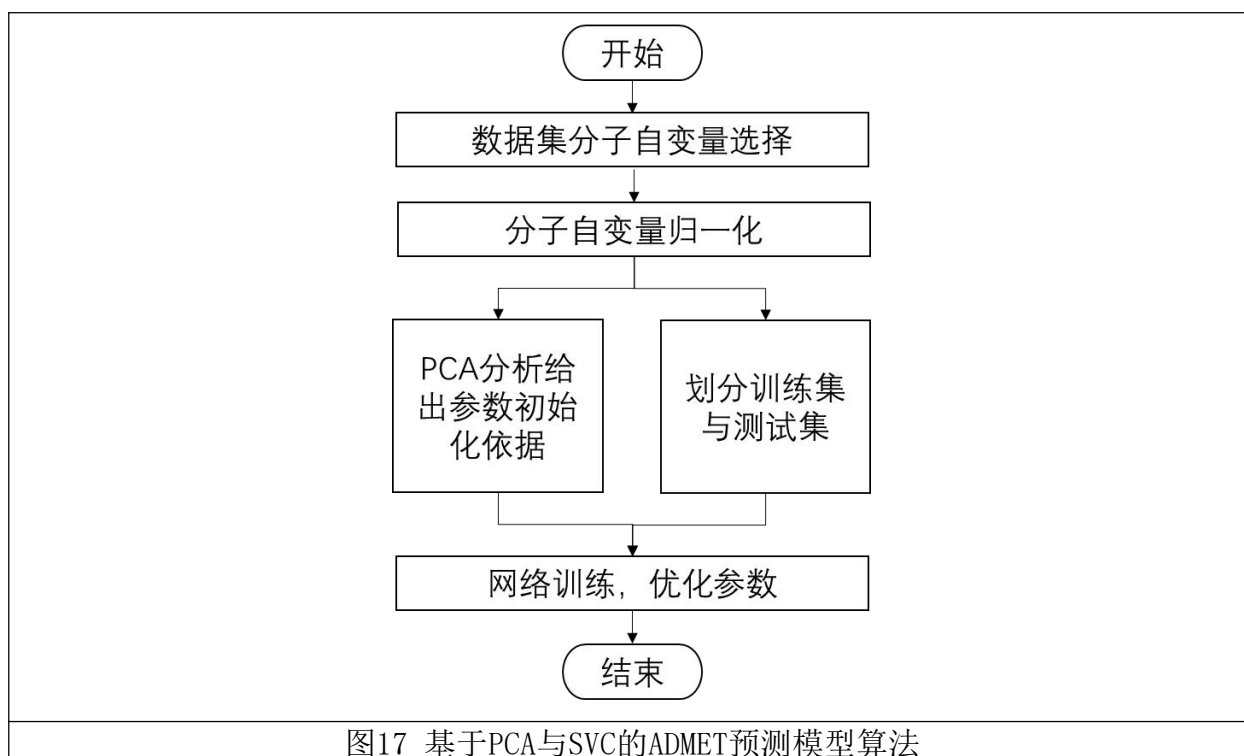 开始
数据集分子自变量选择
分子自变量归一化
PCA分析给
出参数初始
化依据
划分训练集
与测试集
网络训练，优化参数
结束
图17 基于PCA与SVC的ADMET预测模型算法